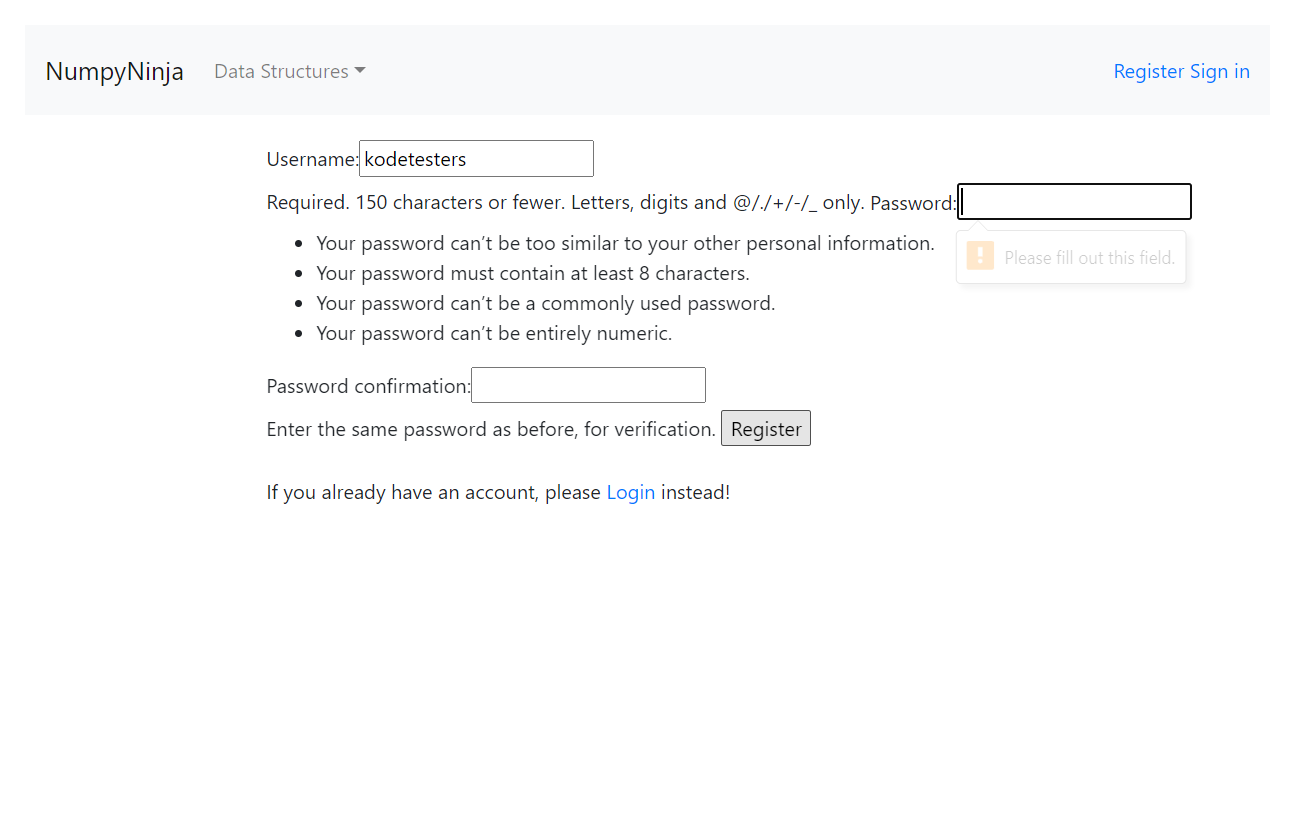 NumpyNinja Data Structures Register Sign in
Username: kodetesters
Required. 150 characters or fewer. Letters, digits and @/./+/-/_ only. Password:
Please fill out this field.
Your password can’t be too similar to your other personal information.
Your password must contain at least 8 characters.
Your password can’t be a commonly used password.
Your password can’t be entirely numeric.
Password confirmation:
Enter the same password as before, for verification. Register
If you already have an account, please Login instead!